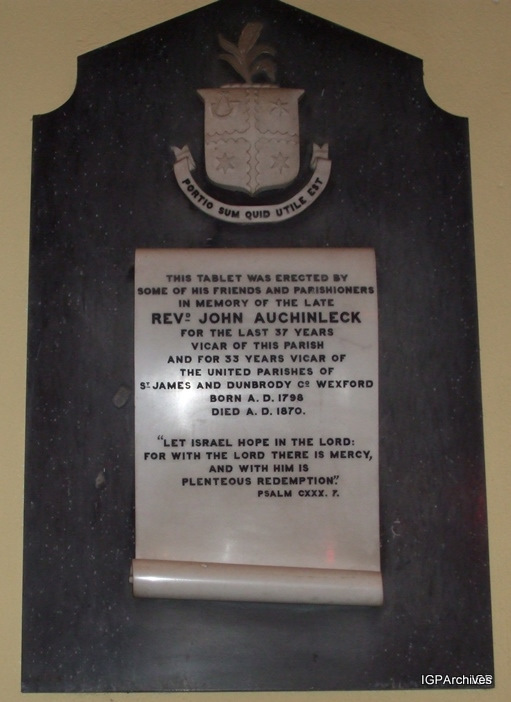 PORTIO SUM QUID UTILE EST
THIS TABLET WAS ERECTED BY
SOME OF HIS FRIENDS AND PARISHIONERS
IN MEMORY OF THE LATE
REVD JOHN AUCHINLECK
FOR THE LAST 37 YEARS
VICAR OF THIS PARISH
AND FOR 33 YEARS VICAR OF
THE UNITED PARISHES OF
ST JAMES AND DUNBRODY CO WEXFORD
BORN A.D. 1798
DIED A.D. 1870.
"LET ISRAEL HOPE IN THE LORD:
FOR WITH THE LORD THERE IS MERCY,
AND WITH HIM IS
PLENTEOUS REDEMPTION."
PSALM CXXX. 7.
IGPArchives